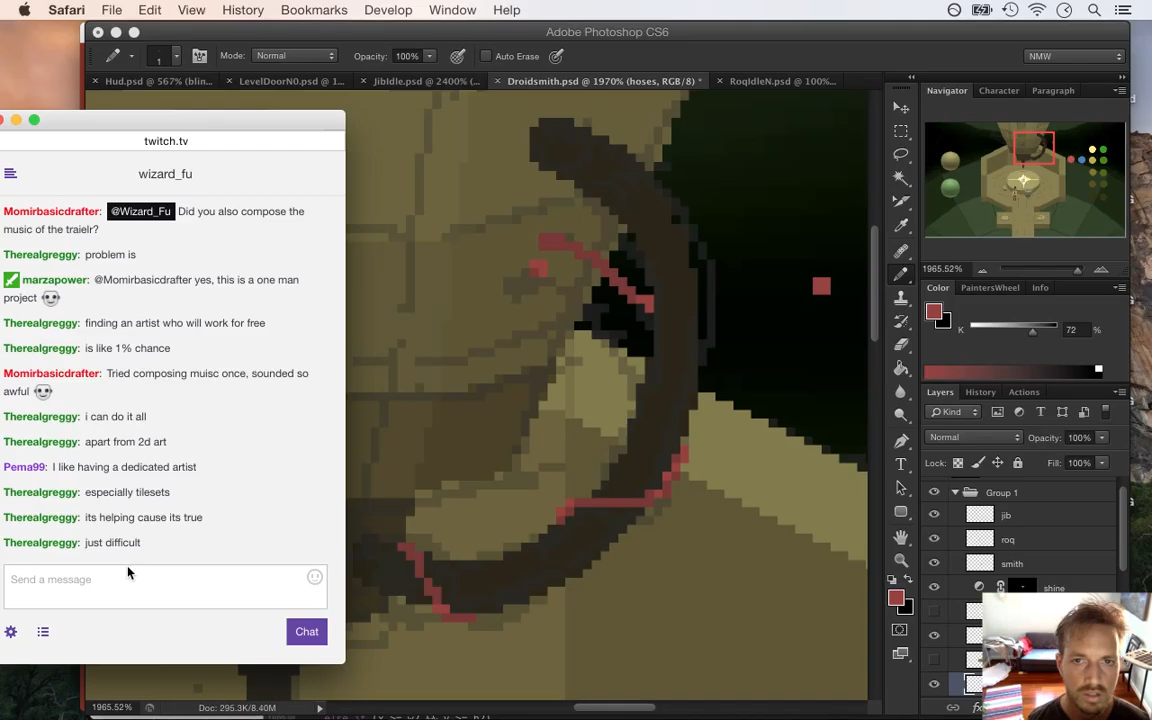 Safari File Edit View History Bookmarks Develop Window Help
Adobe Photoshop CS6
1 Mode: Normal Opacity: 100% Auto Erase NMW
Hud.psd @ 567% (blin... LevelDoorN0.psd @ 1... JibIdle.psd @ 2400% (... Droidsmith.psd @ 1970% (hoses, RGB/8) * RoqIdleN.psd @ 100%...
twitch.tv
wizard_fu
Momirbasicdrafter: @Wizard_Fu Did you also compose the
music of the traielr?
Therealgreggy: problem is
marzapower: @Momirbasicdrafter yes, this is a one man
project
Therealgreggy: finding an artist who will work for free
Therealgreggy: is like 1% chance
Momirbasicdrafter: Tried composing muisc once, sounded so
awful
Therealgreggy: i can do it all
Therealgreggy: apart from 2d art
Pema99: I like having a dedicated artist
Therealgreggy: especially tilesets
Therealgreggy: its helping cause its true
Therealgreggy: just difficult
Send a message
Chat
Navigator Character Paragraph
1965.52%
Color PaintersWheel Info
K 72 %
Layers History Actions
Kind
Normal Opacity: 100%
Lock: Fill: 100%
Group 1
jib
roq
smith
shine
1965.52% Doc: 295.3K/8.40M